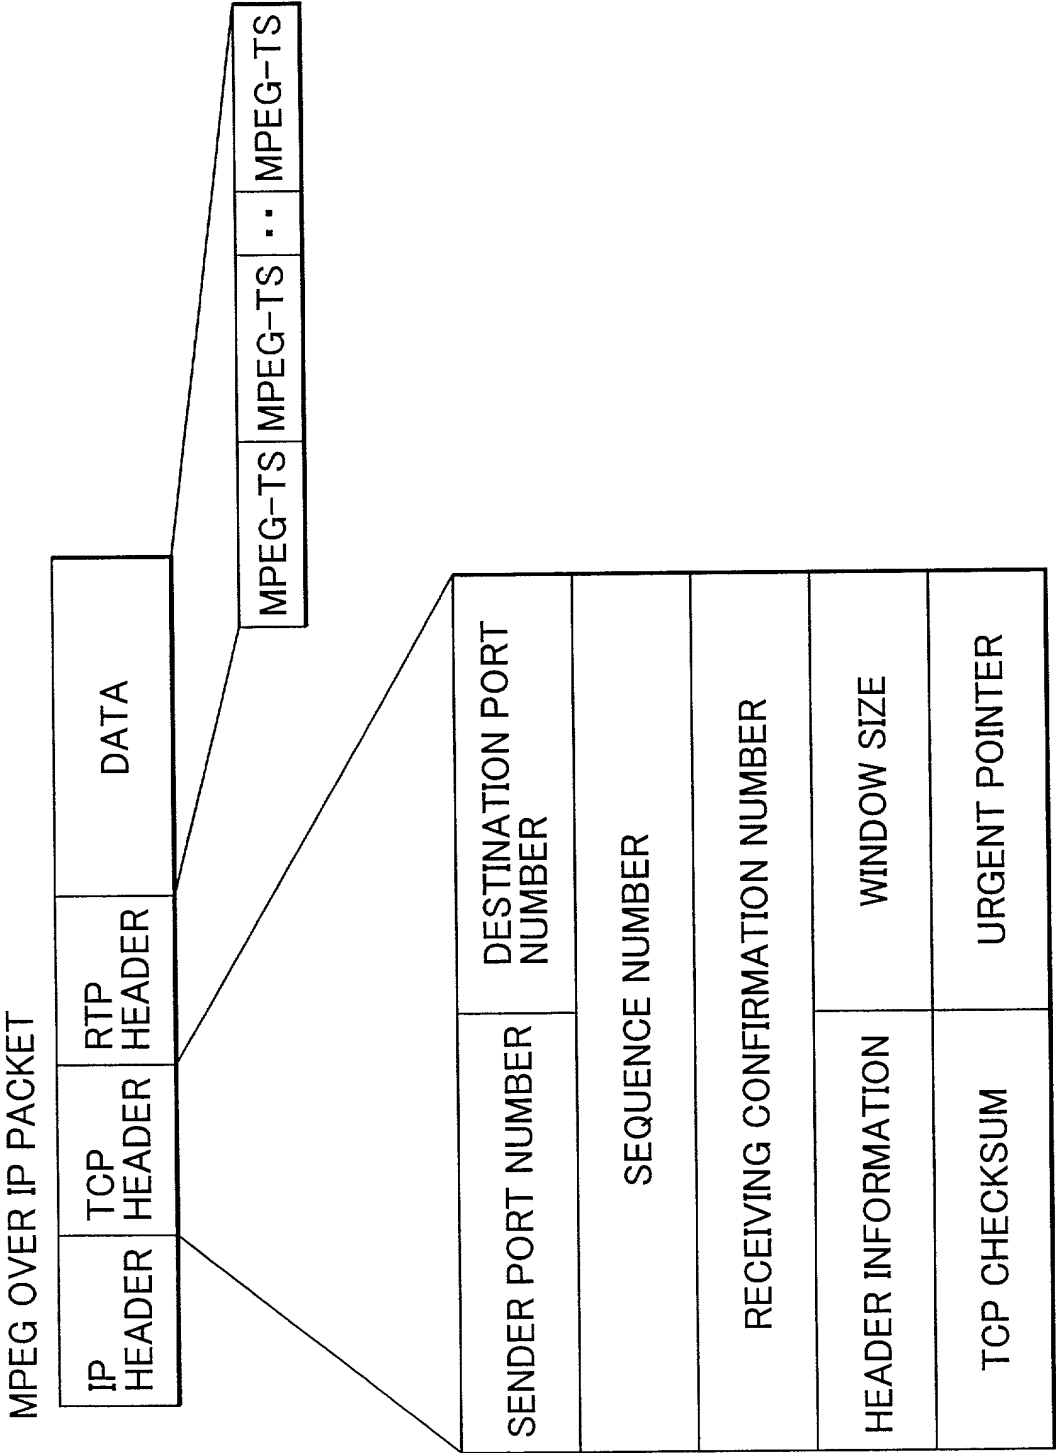 MPEG OVER IP PACKET
IP
HEADER
TCP
HEADER
RTP
HEADER
DATA
MPEG-TS
MPEG-TS
··
MPEG-TS
SENDER PORT NUMBER
DESTINATION PORT
NUMBER
SEQUENCE NUMBER
RECEIVING CONFIRMATION NUMBER
HEADER INFORMATION
WINDOW SIZE
TCP CHECKSUM
URGENT POINTER